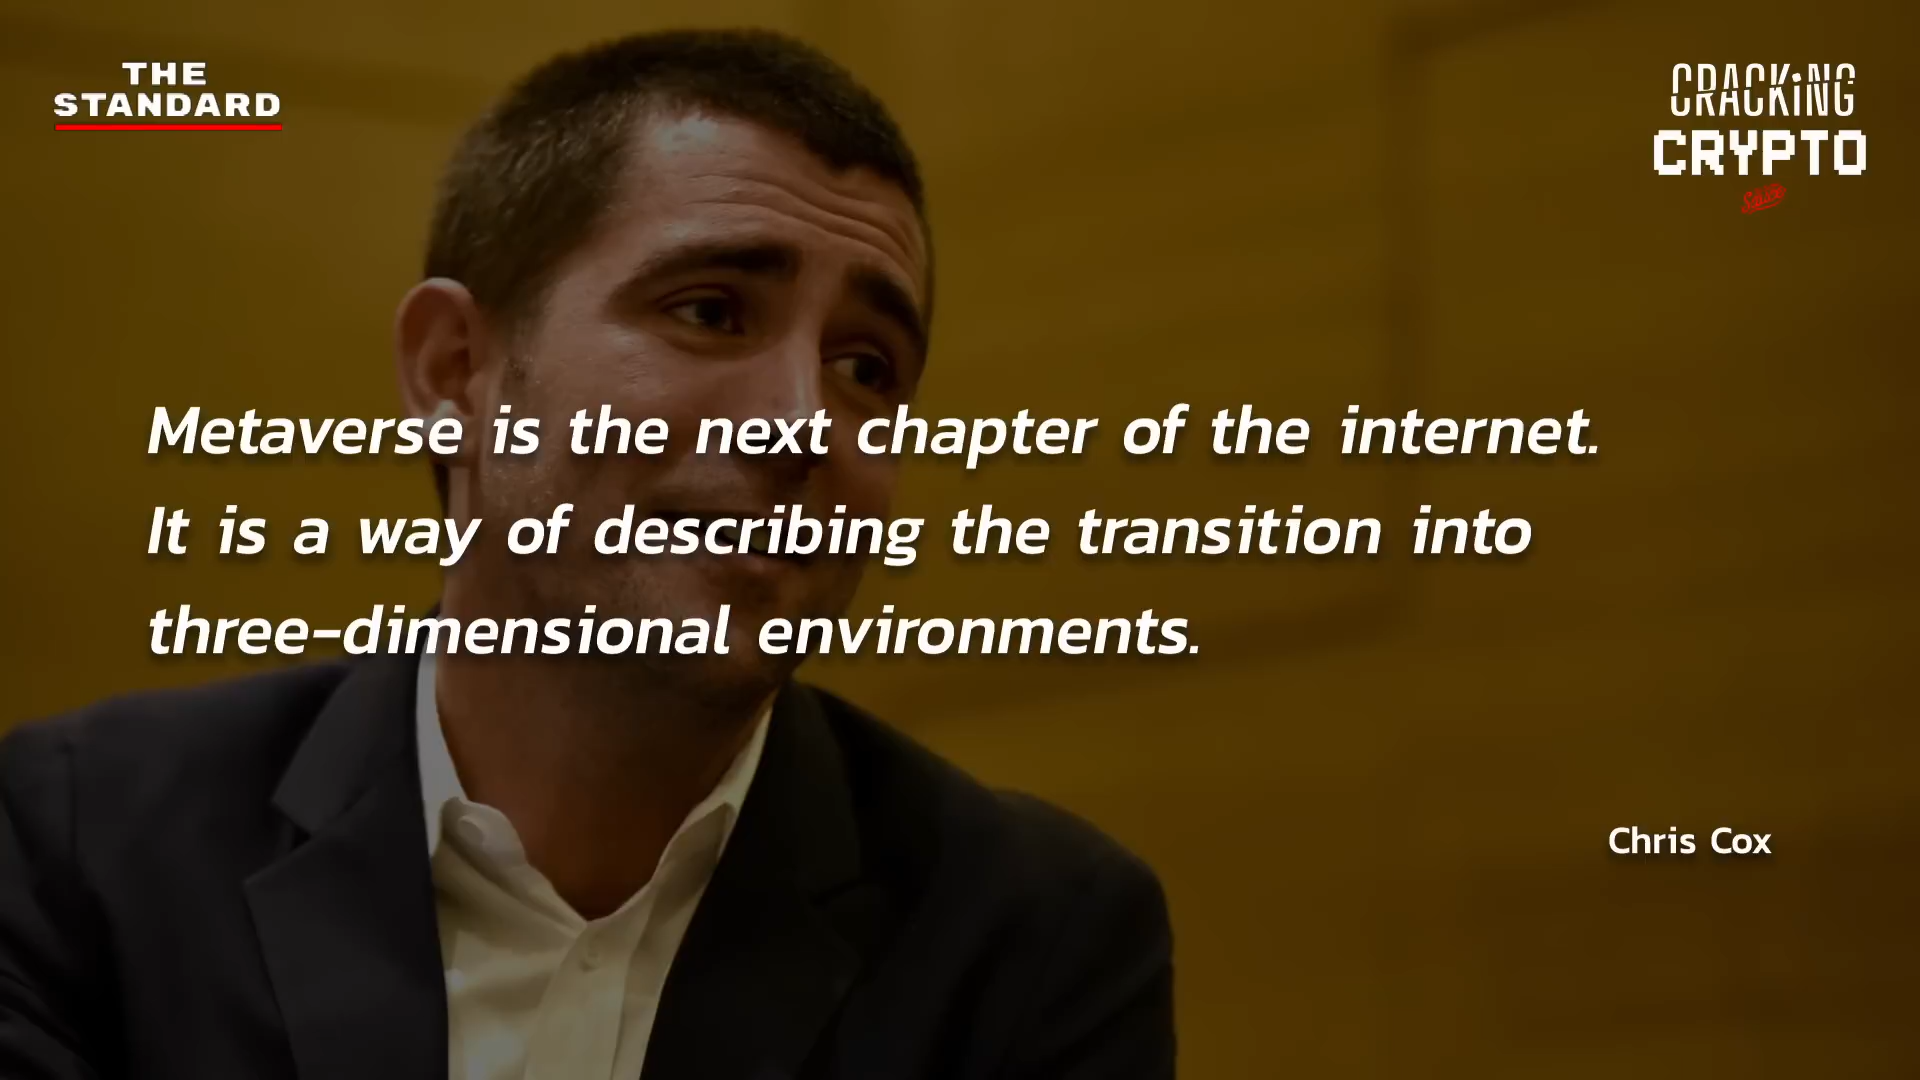 THE
STANDARD
CRACKiNG
CRYPTO
Sauce
Metaverse is the next chapter of the internet.
It is a way of describing the transition into
three-dimensional environments.
Chris Cox